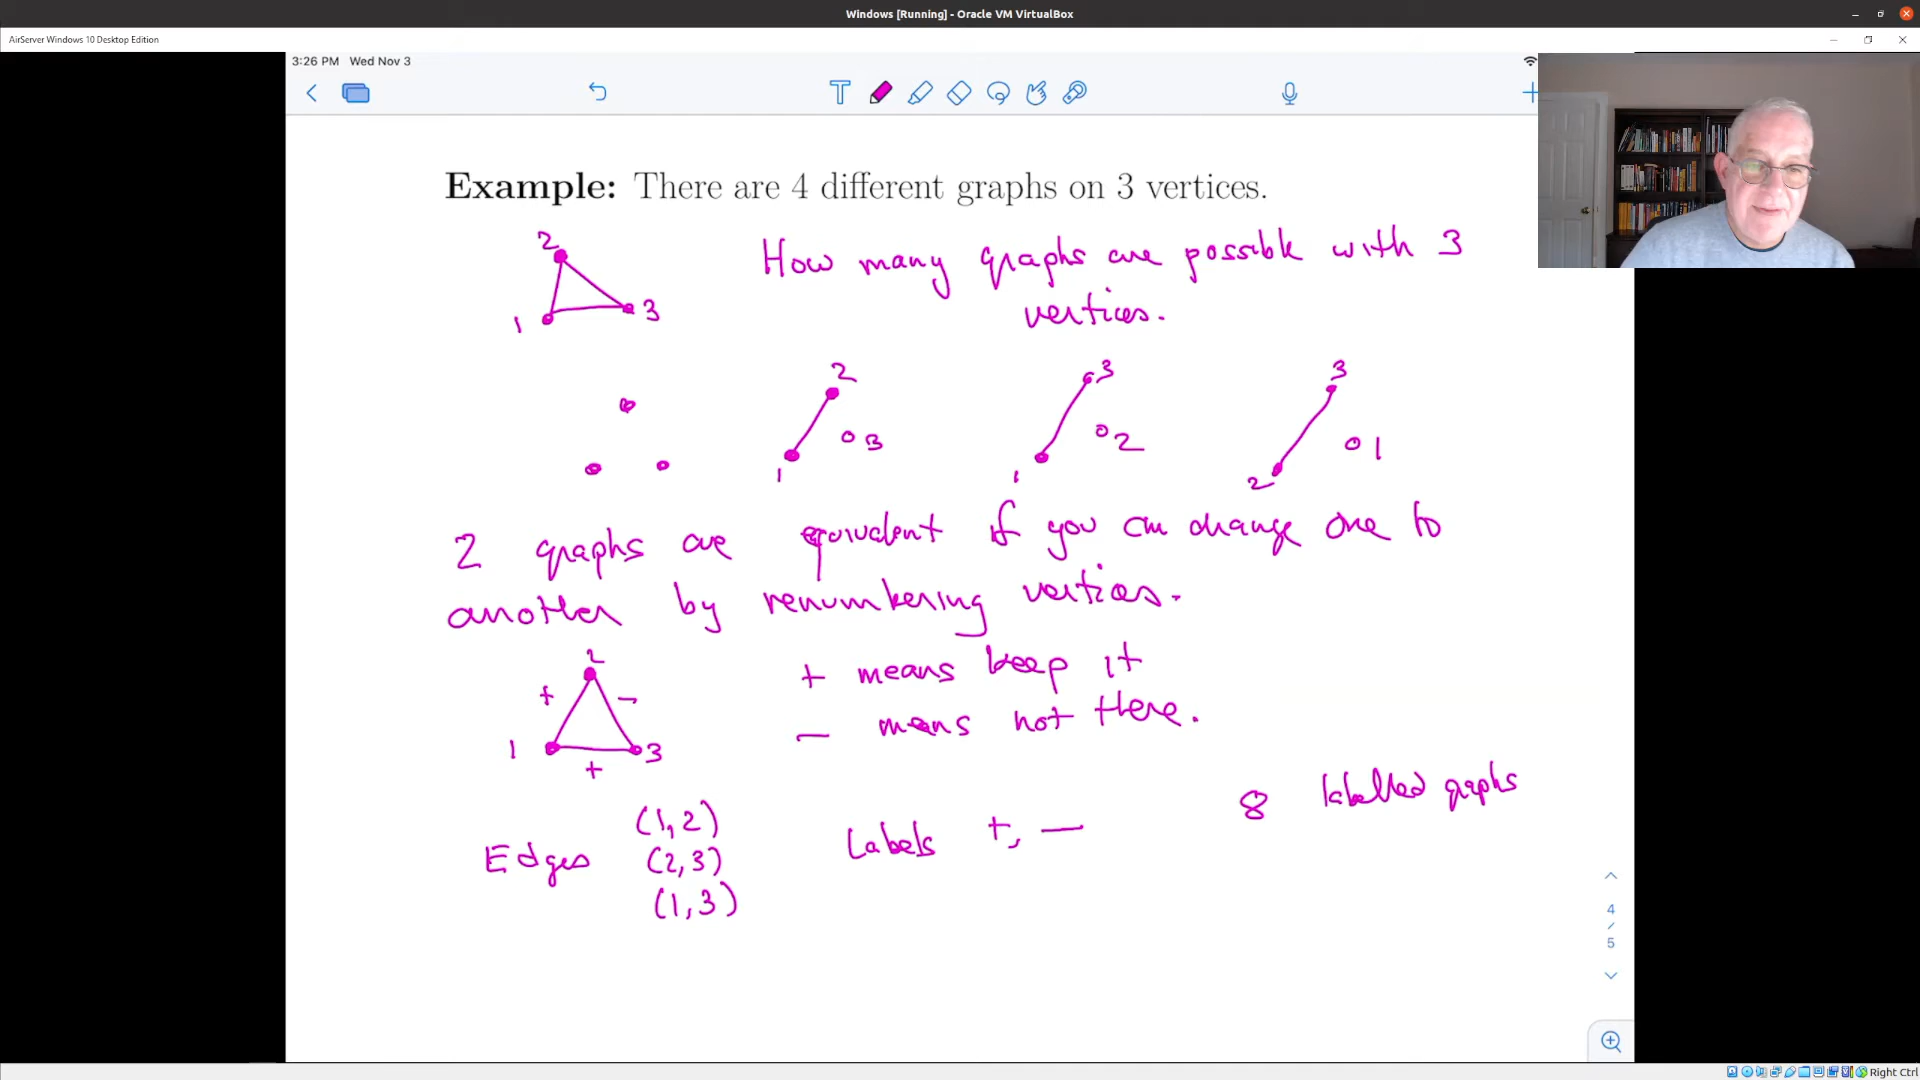 Windows [Running] - Oracle VM VirtualBox
AirServer Windows 10 Desktop Edition
3:26 PM Wed Nov 3
Example: There are 4 different graphs on 3 vertices.
2
1 3
How many graphs are possible with 3
vertices.
2 3 3
3 2 1
1 1 2
2 graphs are equivalent if you can change one to
another by renumbering vertices.
2
+ −
1 3
+
+ means keep it
− means not there.
8 labelled graphs
Edges (1,2)
(2,3)
(1,3)
Labels +, −
4
/
5
Right Ctrl